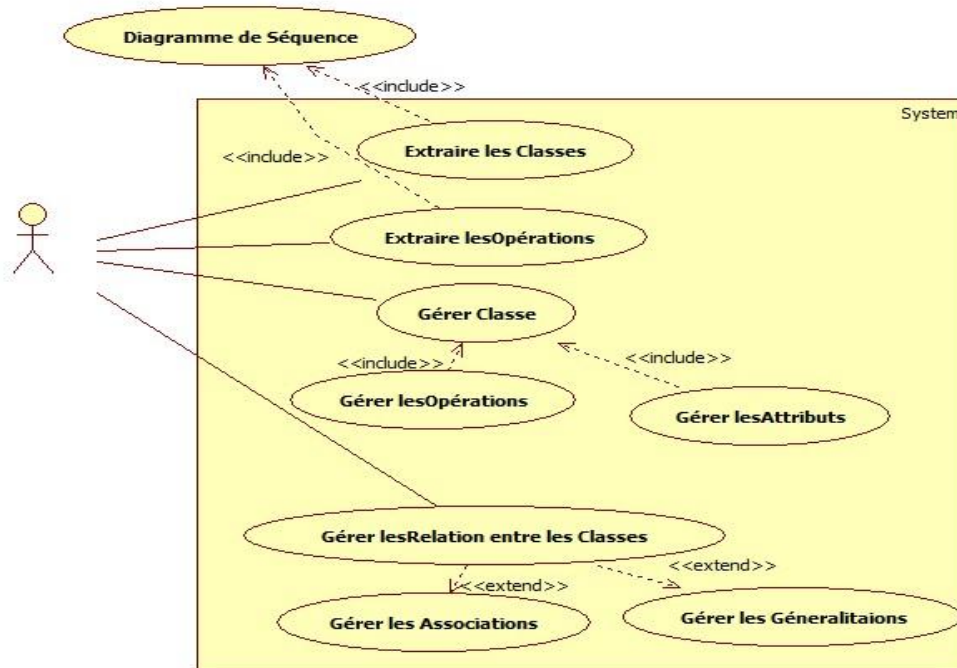 Diagramme de Séquence
<<include>>
System
Extraire les Classes
<<include>>
Extraire lesOpérations
Gérer Classe
<<include>>
<<include>>
Gérer lesOpérations
Gérer lesAttributs
Gérer lesRelation entre les Classes
<<extend>>
<<extend>>
Gérer les Associations
Gérer les Géneralitaions